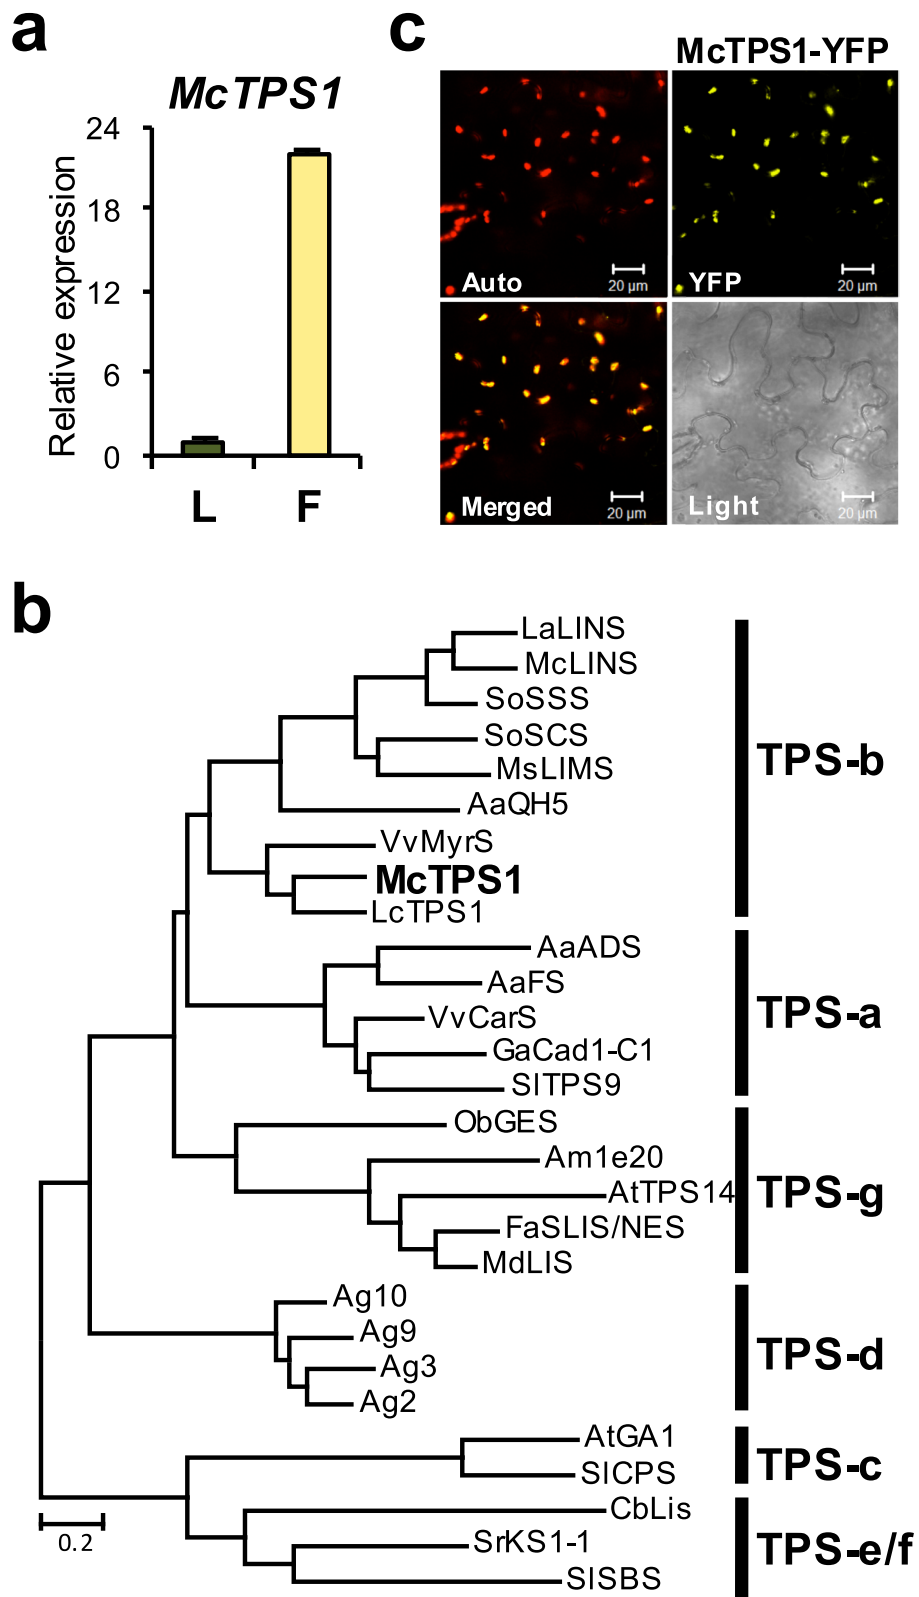 a
McTPS1
Relative expression
24
18
12
6
0
L
F
c
McTPS1-YFP
Auto
20 µm
YFP
20 µm
Merged
20 µm
Light
20 µm
b
LaLINS
McLINS
SoSSS
SoSCS
MsLIMS
AaQH5
VvMyrS
McTPS1
LcTPS1
TPS-b
AaADS
AaFS
VvCarS
GaCad1-C1
SlTPS9
TPS-a
ObGES
Am1e20
AtTPS14
FaSLIS/NES
MdLIS
TPS-g
Ag10
Ag9
Ag3
Ag2
TPS-d
AtGA1
SlCPS
TPS-c
CbLis
SrKS1-1
SlSBS
TPS-e/f
0.2